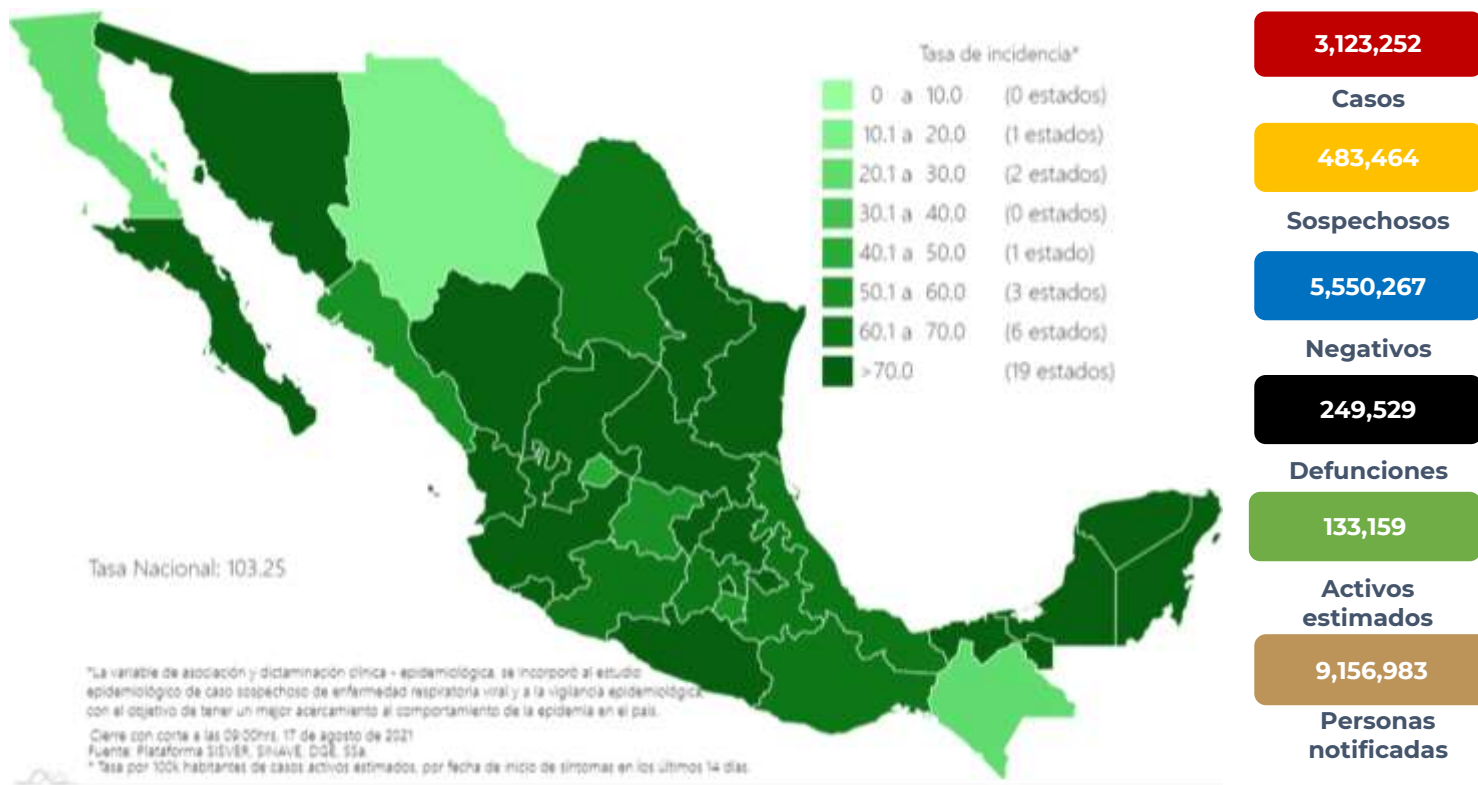 Tasa de incidencia*
0 a 10.0 (0 estados)
10.1 a 20.0 (1 estados)
20.1 a 30.0 (2 estados)
30.1 a 40.0 (0 estados)
40.1 a 50.0 (1 estado)
50.1 a 60.0 (3 estados)
60.1 a 70.0 (6 estados)
>70.0 (19 estados)
Tasa Nacional: 103.25
*La variable de asociación y dictaminación clínica - epidemiológica, se incorporó al estudio
epidemiológico de caso sospechoso de enfermedad respiratoria viral y a la vigilancia epidemiológica,
con el objetivo de tener un mejor acercamiento al comportamiento de la epidemia en el país.
Cierre con corte a las 09:00hrs, 17 de agosto de 2021
Fuente: Plataforma SISVER, SINAVE, DGE, SSa.
* Tasa por 100k habitantes de casos activos estimados, por fecha de inicio de síntomas en los últimos 14 días.
3,123,252
Casos
483,464
Sospechosos
5,550,267
Negativos
249,529
Defunciones
133,159
Activos
estimados
9,156,983
Personas
notificadas